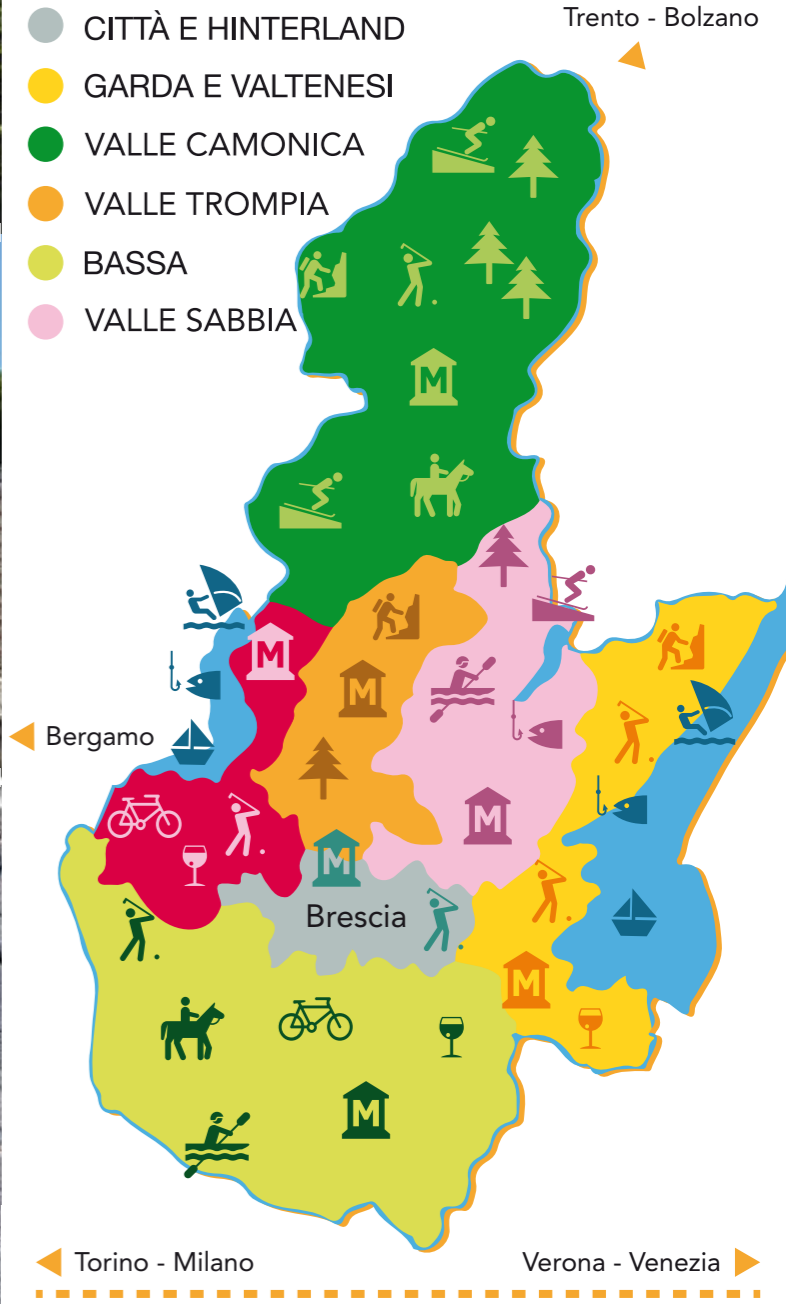 CITTÀ E HINTERLAND
Trento - Bolzano
GARDA E VALTENESI
VALLE CAMONICA
VALLE TROMPIA
BASSA
VALLE SABBIA
M
M
M
Bergamo
M
M
Brescia
M
M
Torino - Milano
Verona - Venezia